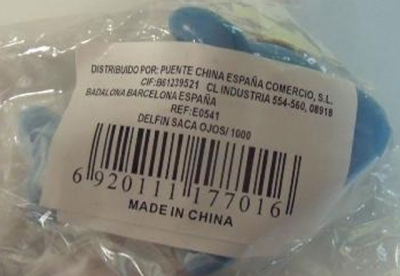 DISTRIBUIDO POR: PUENTE CHINA ESPAÑA COMERCIO, S.L.
CIF:B61239521 CL INDUSTRIA 554-560, 08918
BADALONA BARCELONA ESPAÑA
REF:E0541
DELFIN SACA OJOS/ 1000
6 920111 177016
MADE IN CHINA